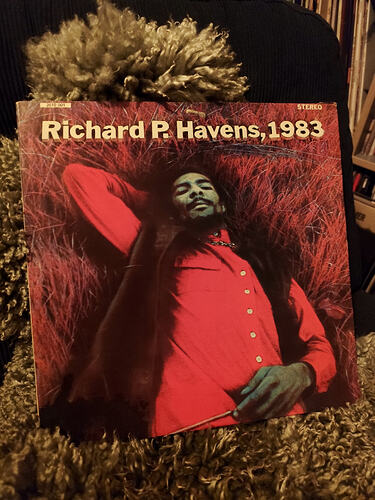 STEREO
Richard P. Havens, 1983